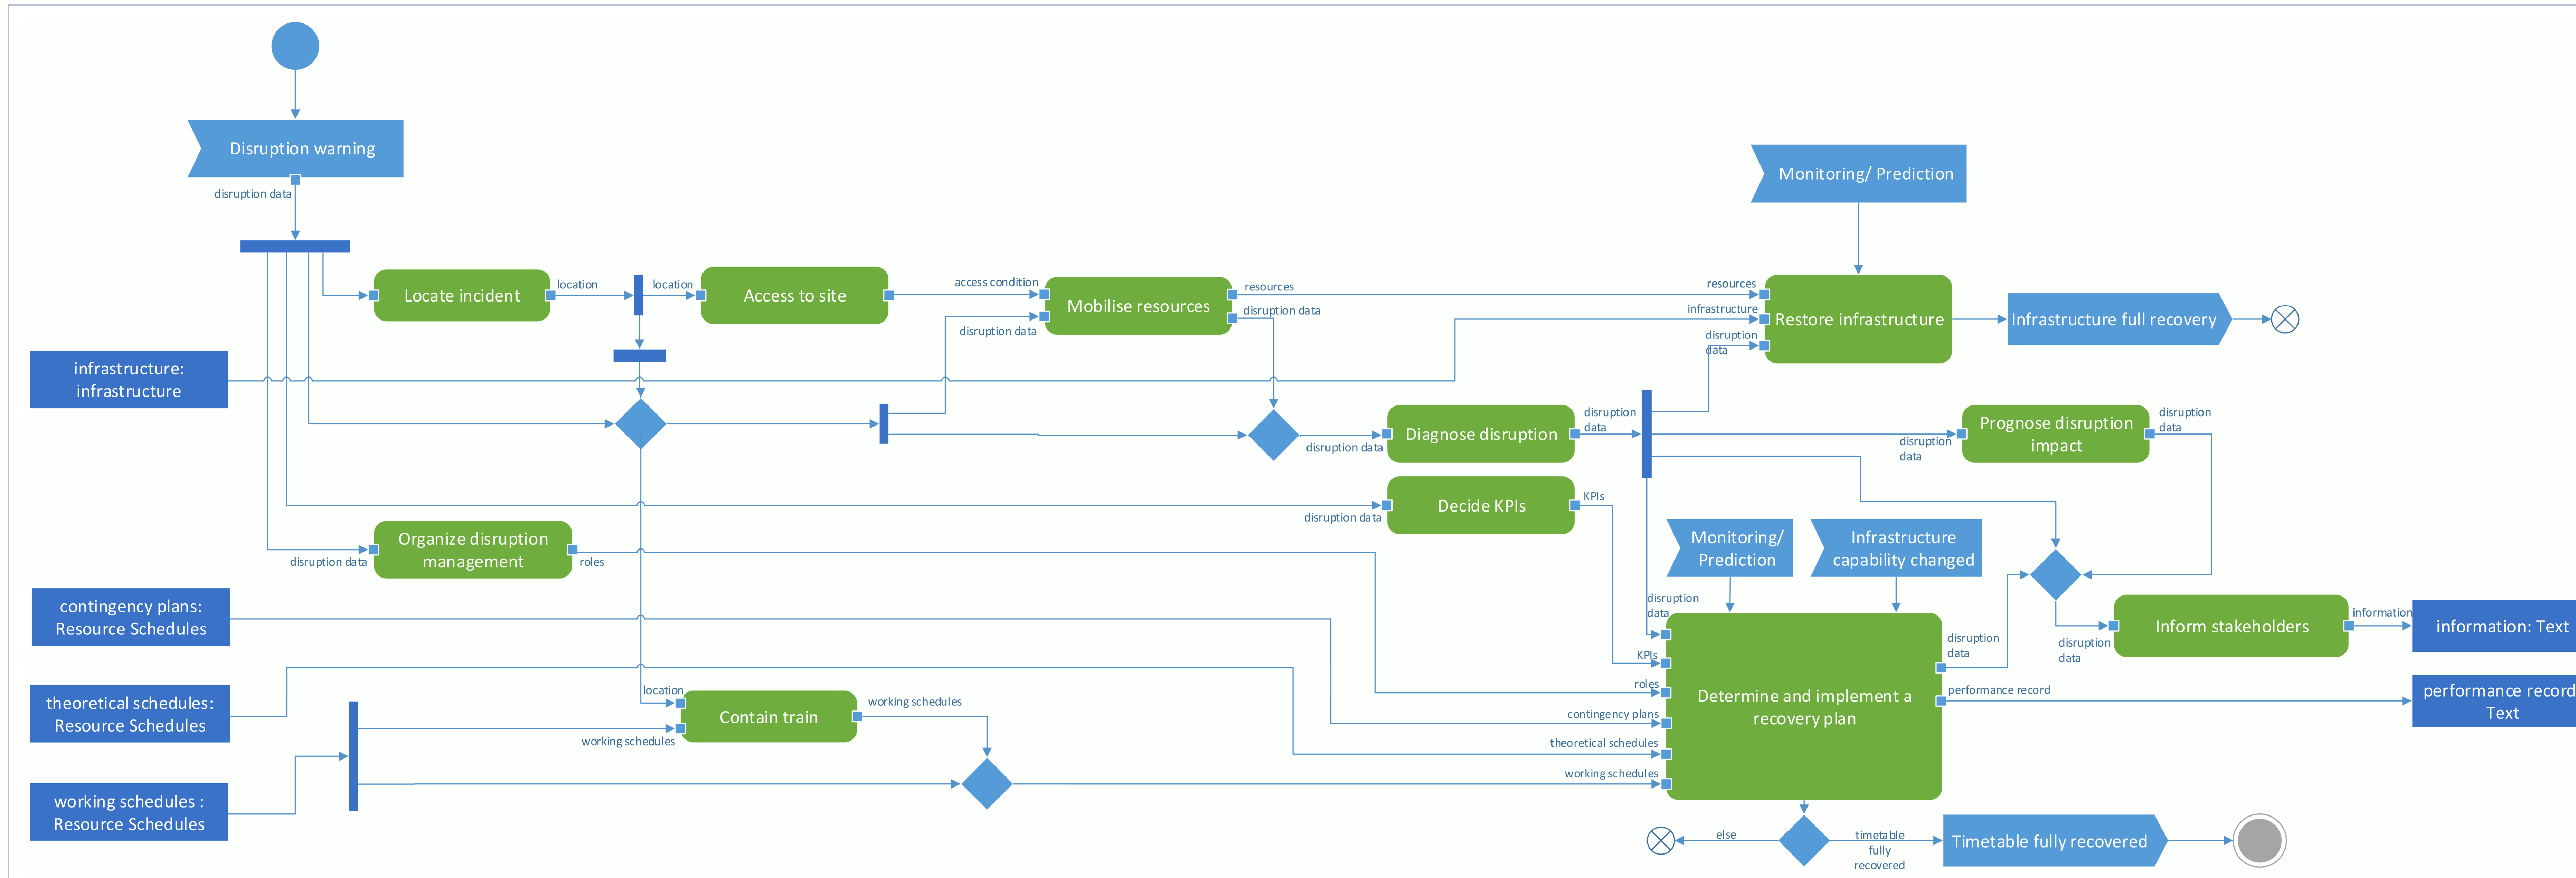 Disruption warning
disruption data
Monitoring/ Prediction
Locate incident
location
location
Access to site
access condition
disruption data
Mobilise resources
resources
disruption data
resources
infrastructure
disruption
data
Restore infrastructure
Infrastructure full recovery
infrastructure:
infrastructure
disruption data
Diagnose disruption
disruption
data
disruption
data
Prognose disruption
impact
disruption
data
disruption data
Decide KPIs
KPIs
disruption data
Organize disruption
management
roles
Monitoring/
Prediction
Infrastructure
capability changed
contingency plans:
Resource Schedules
disruption
data
KPIs
roles
contingency plans
theoretical schedules
working schedules
Determine and implement a
recovery plan
disruption
data
performance record
disruption
data
Inform stakeholders
information
information: Text
performance record
Text
theoretical schedules:
Resource Schedules
location
working schedules
Contain train
working schedules
working schedules :
Resource Schedules
else
timetable
fully
recovered
Timetable fully recovered